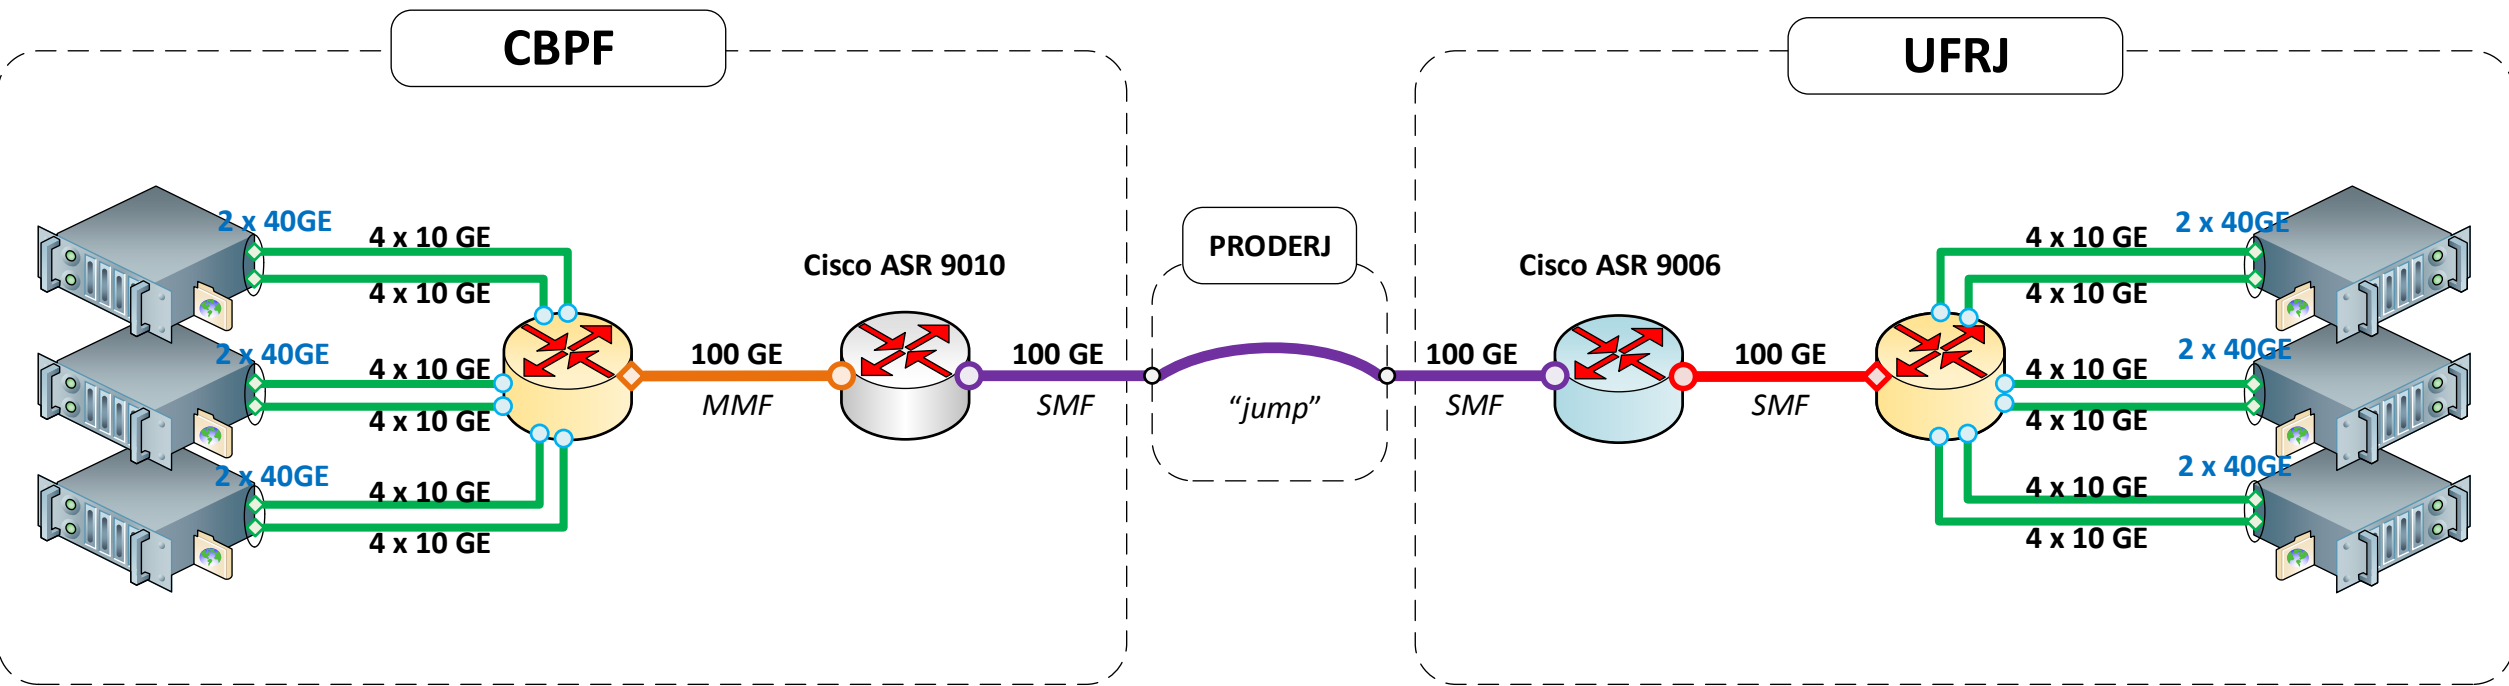 CBPF
UFRJ
2 x 40GE
4 x 10 GE
4 x 10 GE
2 x 40GE
4 x 10 GE
4 x 10 GE
2 x 40GE
4 x 10 GE
4 x 10 GE
100 GE
MMF
Cisco ASR 9010
100 GE
SMF
PRODERJ
“jump”
100 GE
SMF
Cisco ASR 9006
100 GE
SMF
4 x 10 GE
2 x 40GE
4 x 10 GE
2 x 40GE
4 x 10 GE
4 x 10 GE
2 x 40GE
4 x 10 GE
4 x 10 GE